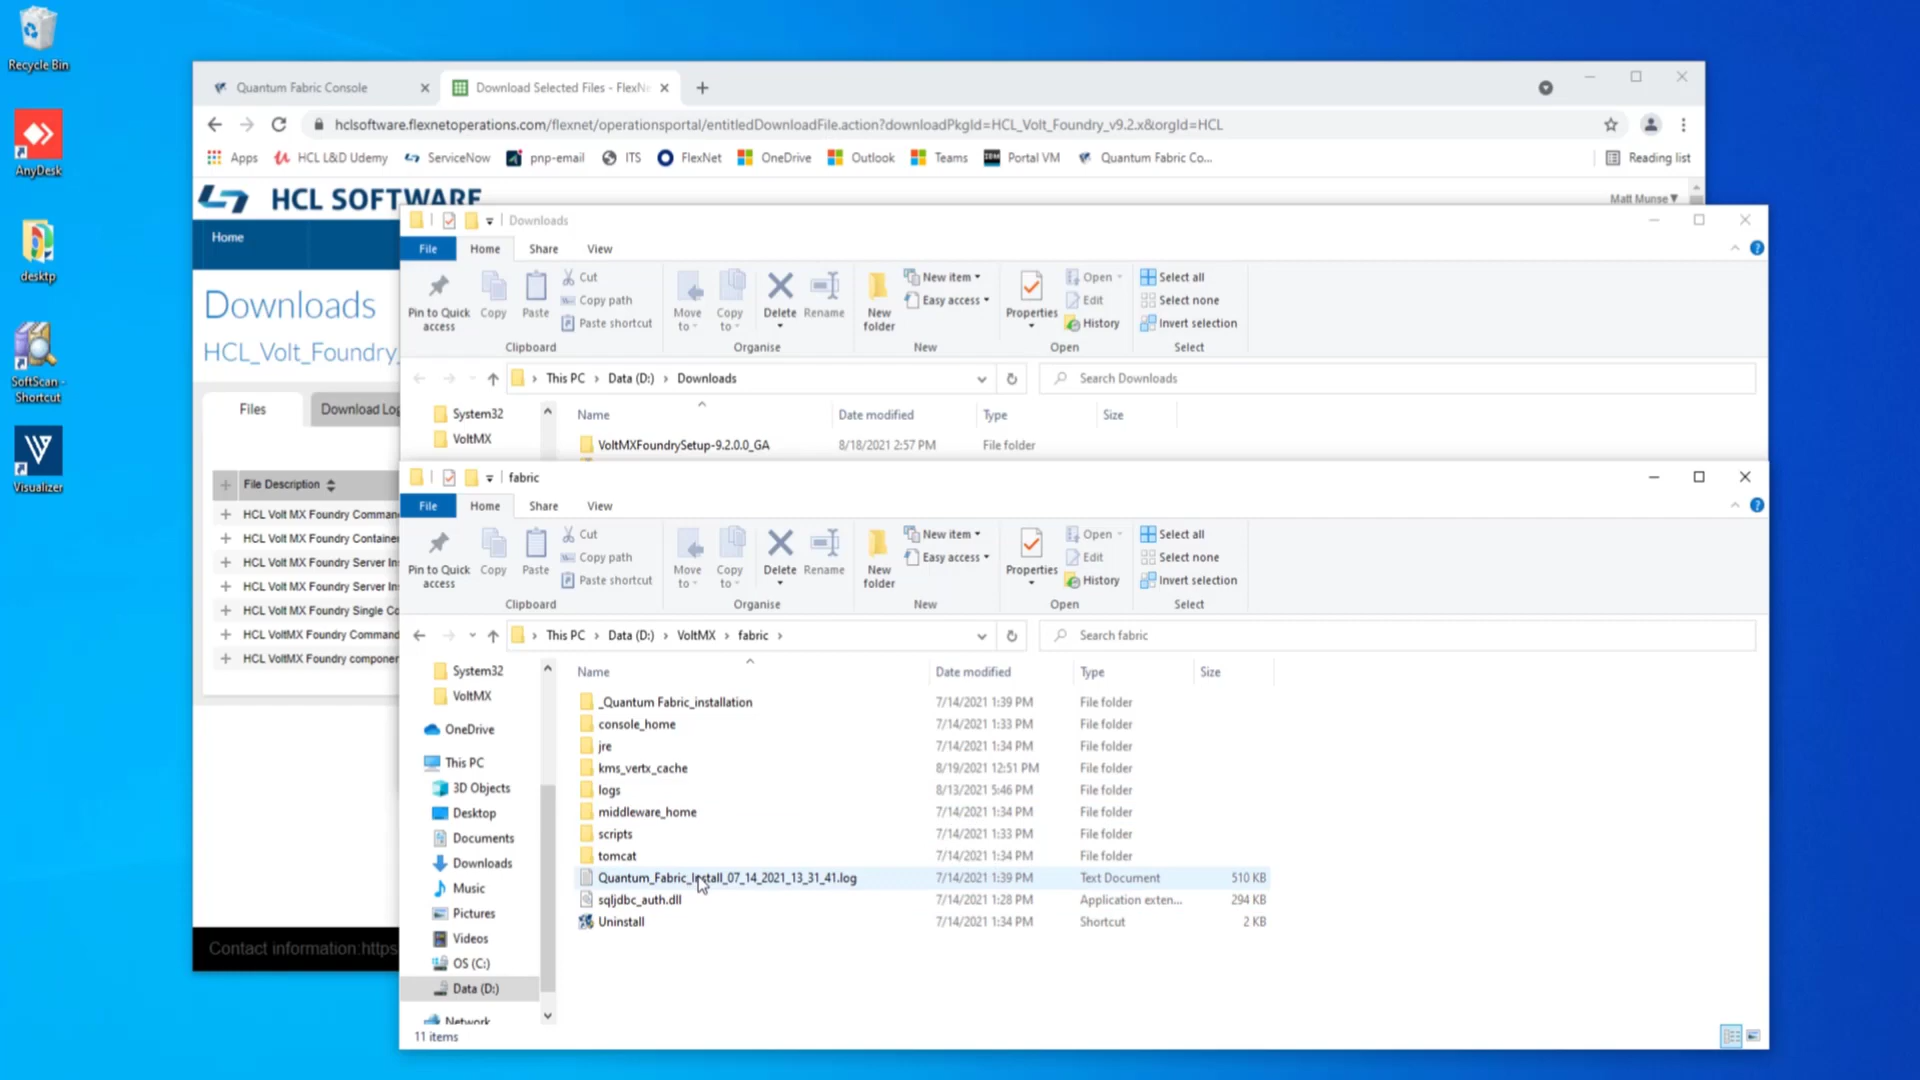 Recycle Bin
AnyDesk
desktp
SoftScan -
Shortcut
Visualizer
Quantum Fabric Console
Download Selected Files - FlexNe
hclsoftware.flexnetoperations.com/flexnet/operationsportal/entitledDownloadFile.action?downloadPkgId=HCL_Volt_Foundry_v9.2.x&orgId=HCL
Apps HCL L&D Udemy ServiceNow pnp-email ITS FlexNet OneDrive Outlook Teams Portal VM Quantum Fabric Co... Reading list
HCL SOFTWARE
Matt Munse
Home
Downloads
HCL_Volt_Foundry_
Files Download Log
File Description
HCL Volt MX Foundry Comman
HCL Volt MX Foundry Containe
HCL Volt MX Foundry Server Ins
HCL Volt MX Foundry Server Ins
HCL Volt MX Foundry Single Co
HCL VoltMX Foundry Command
HCL VoltMX Foundry componen
Contact information:https
Downloads
File Home Share View
Pin to Quick access
Copy
Paste
Cut
Copy path
Paste shortcut
Move to
Copy to
Delete
Rename
New folder
New item
Easy access
Properties
Open
Edit
History
Select all
Select none
Invert selection
Clipboard Organise New Open Select
This PC > Data (D:) > Downloads
Search Downloads
System32
VoltMX
Name Date modified Type Size
VoltMXFoundrySetup-9.2.0.0_GA 8/18/2021 2:57 PM File folder
fabric
File Home Share View
Pin to Quick access
Copy
Paste
Cut
Copy path
Paste shortcut
Move to
Copy to
Delete
Rename
New folder
New item
Easy access
Properties
Open
Edit
History
Select all
Select none
Invert selection
Clipboard Organise New Open Select
This PC > Data (D:) > VoltMX > fabric >
Search fabric
System32
VoltMX
OneDrive
This PC
3D Objects
Desktop
Documents
Downloads
Music
Pictures
Videos
OS (C:)
Data (D:)
Network
Name Date modified Type Size
_Quantum Fabric_installation 7/14/2021 1:39 PM File folder
console_home 7/14/2021 1:33 PM File folder
jre 7/14/2021 1:34 PM File folder
kms_vertx_cache 8/19/2021 12:51 PM File folder
logs 8/13/2021 5:46 PM File folder
middleware_home 7/14/2021 1:34 PM File folder
scripts 7/14/2021 1:33 PM File folder
tomcat 7/14/2021 1:34 PM File folder
Quantum_Fabric_Install_07_14_2021_13_31_41.log 7/14/2021 1:39 PM Text Document 510 KB
sqljdbc_auth.dll 7/14/2021 1:28 PM Application exten... 294 KB
Uninstall 7/14/2021 1:34 PM Shortcut 2 KB
11 items